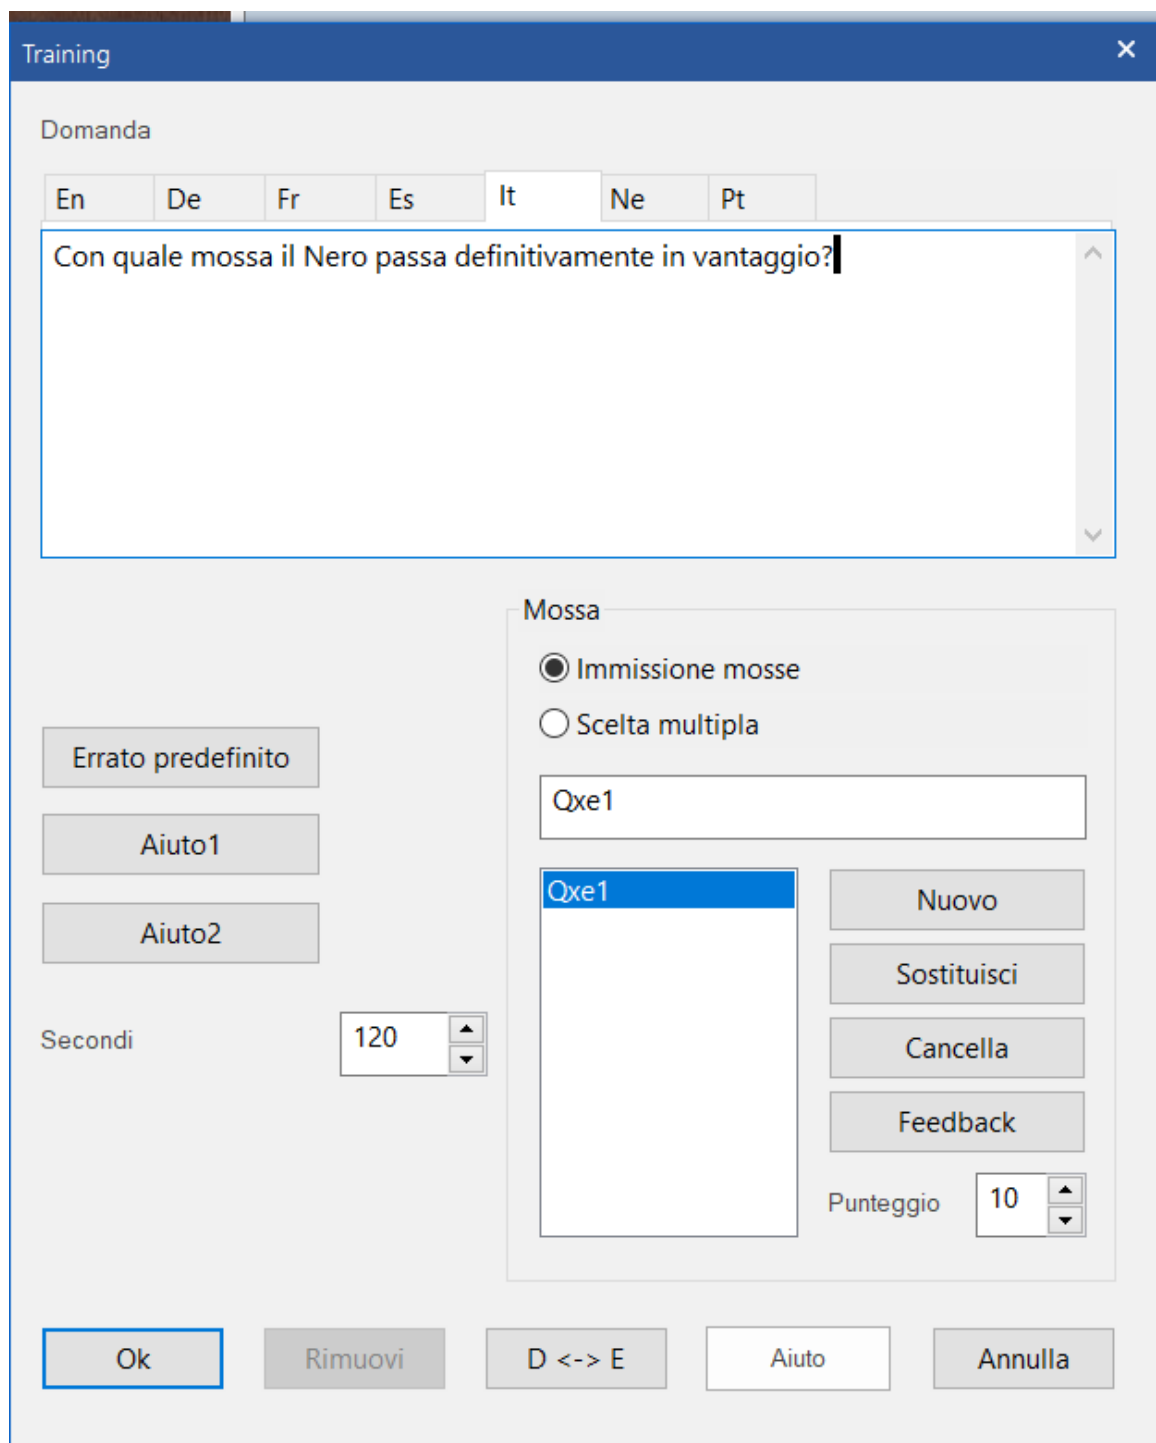 Training
Domanda
En De Fr Es It Ne Pt
Con quale mossa il Nero passa definitivamente in vantaggio?
Mossa
Immissione mosse
Scelta multipla
Errato predefinito
Qxe1
Aiuto1
Qxe1
Nuovo
Aiuto2
Sostituisci
Secondi
120
Cancella
Feedback
Punteggio
10
Ok
Rimuovi
D <-> E
Aiuto
Annulla